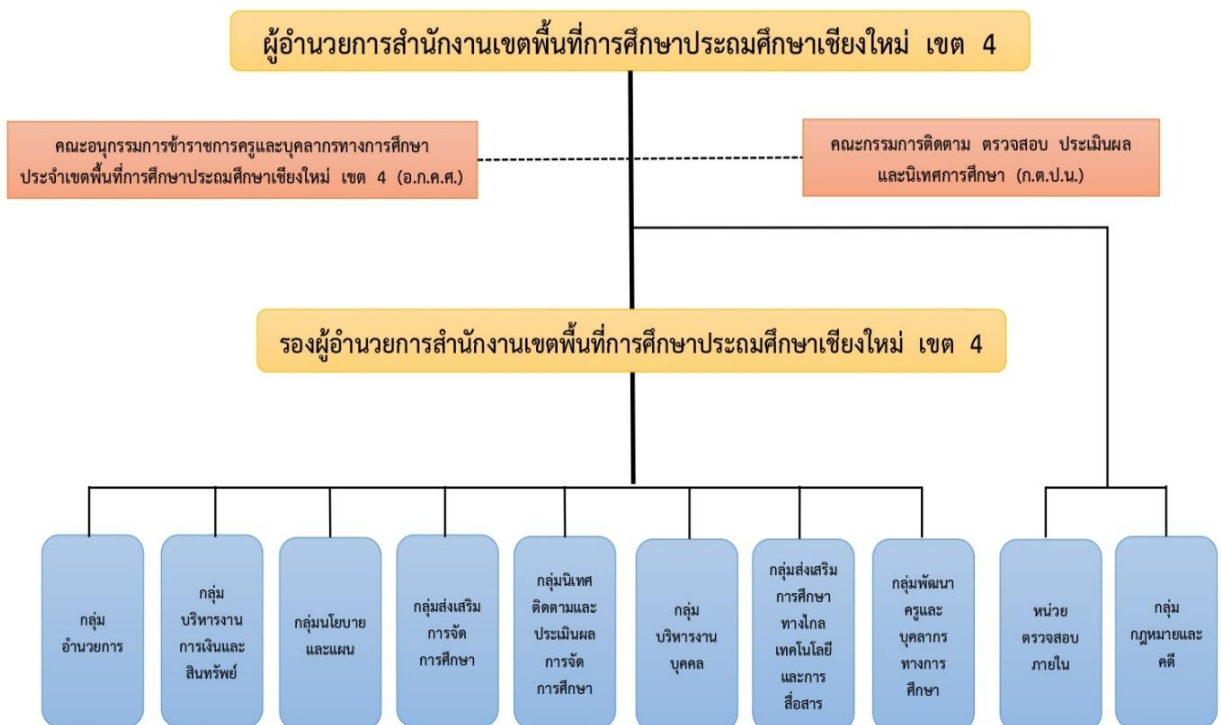 ผู้อำนวยการสำนักงานเขตพื้นที่การศึกษาประถมศึกษาเชียงใหม่ เขต 4
คณะอนุกรรมการข้าราชการครูและบุคลากรทางการศึกษา
ประจำเขตพื้นที่การศึกษาประถมศึกษาเชียงใหม่ เขต 4 (อ.ก.ค.ศ.)
คณะกรรมการติดตาม ตรวจสอบ ประเมินผล
และนิเทศการศึกษา (ก.ต.ป.น.)
รองผู้อำนวยการสำนักงานเขตพื้นที่การศึกษาประถมศึกษาเชียงใหม่ เขต 4
กลุ่ม
อำนวยการ
กลุ่ม
บริหารงาน
การเงินและ
สินทรัพย์
กลุ่มนโยบาย
และแผน
กลุ่มส่งเสริม
การจัด
การศึกษา
กลุ่มนิเทศ
ติดตามและ
ประเมินผล
การจัด
การศึกษา
กลุ่ม
บริหารงาน
บุคคล
กลุ่มส่งเสริม
การศึกษา
ทางไกล
เทคโนโลยี
และการ
สื่อสาร
กลุ่มพัฒนา
ครูและ
บุคลากร
ทางการ
ศึกษา
หน่วย
ตรวจสอบ
ภายใน
กลุ่ม
กฎหมายและ
คดี